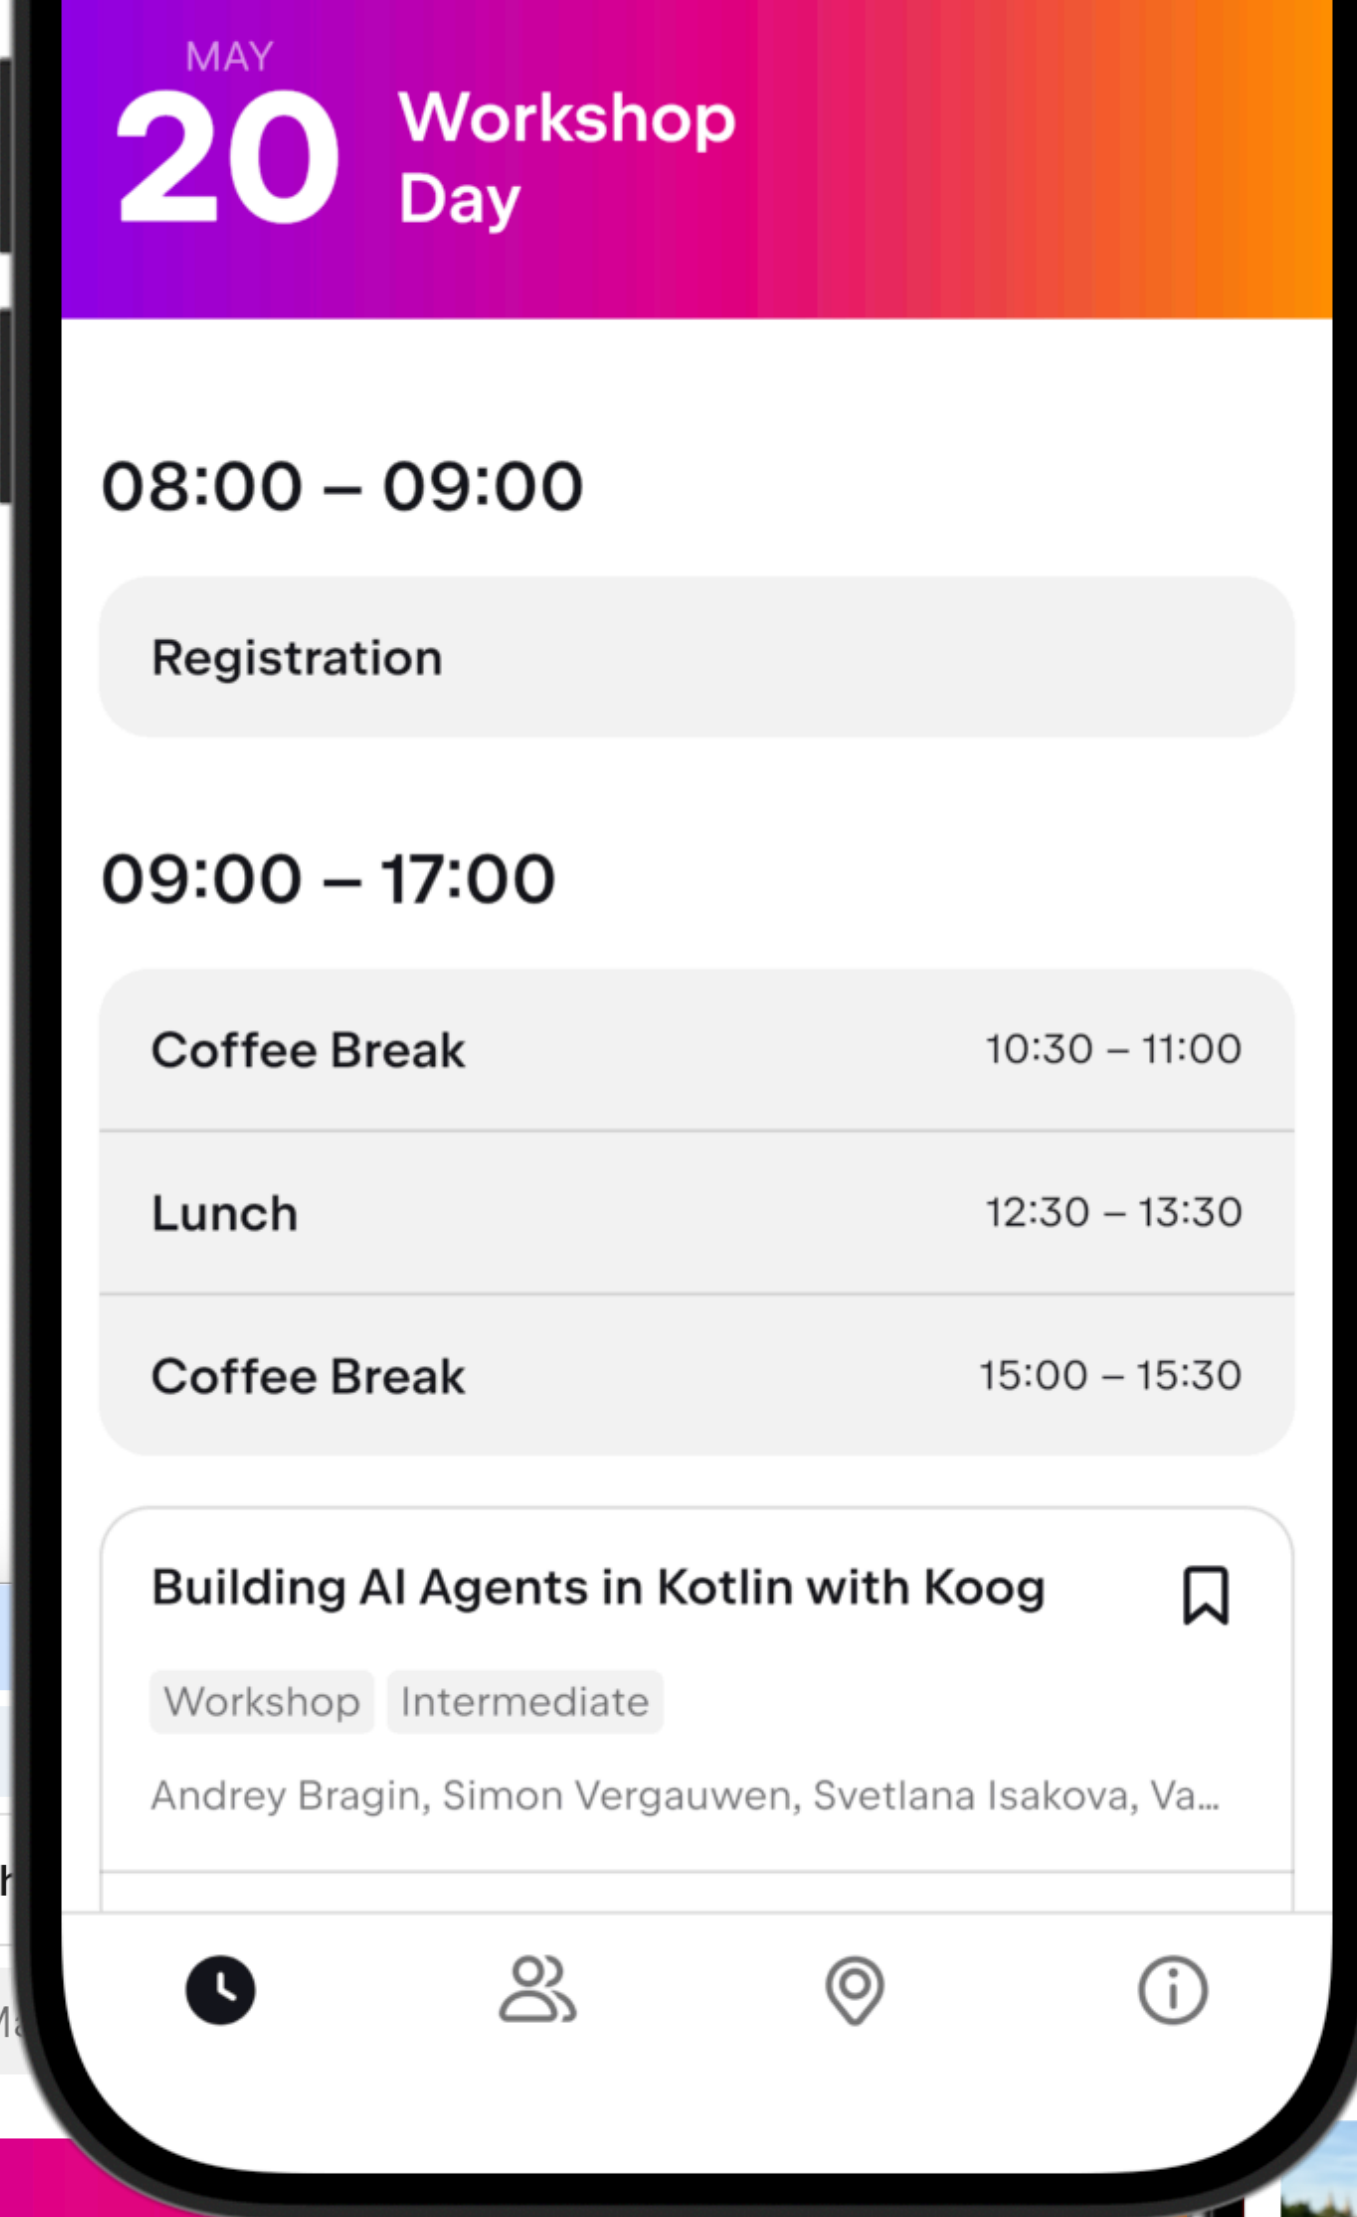 MAY
20
Workshop
Day
08:00 – 09:00
Registration
09:00 – 17:00
Coffee Break 10:30 – 11:00
Lunch 12:30 – 13:30
Coffee Break 15:00 – 15:30
Building AI Agents in Kotlin with Koog
Workshop Intermediate
Andrey Bragin, Simon Vergauwen, Svetlana Isakova, Va...